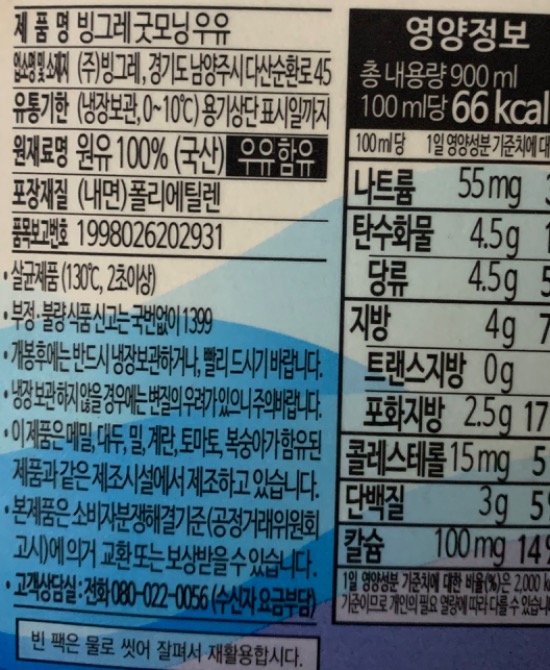 제 품 명 빙그레 굿모닝우유
업소명 및 소재지 (주)빙그레, 경기도 남양주시 다산순환로 45
유통기한 (냉장보관, 0~10℃) 용기상단 표시일까지
원재료명 원유 100% (국산) 우유 함유
포장재질 (내면) 폴리에틸렌
품목보고번호 1998026202931
• 살균제품 (130℃, 2초이상)
• 부정·불량 식품 신고는 국번없이 1399
• 개봉후에는 반드시 냉장보관하거나, 빨리 드시기 바랍니다.
• 냉장 보관하지 않을 경우에는 변질의 우려가 있으니 주의바랍니다.
• 이 제품은 메밀, 대두, 밀, 계란, 토마토, 복숭아가 함유된
제품과 같은 제조시설에서 제조하고 있습니다.
• 본제품은 소비자분쟁해결기준(공정거래위원회
고시)에 의거 교환 또는 보상받을 수 있습니다.
• 고객상담실 : 전화 080-022-0056 (수신자 요금부담)
빈 팩은 물로 씻어 잘펴서 재활용합시다.
영양정보
총 내용량 900 ml
100 ml당 66 kcal
100 ml당 1일 영양성분 기준치에 대
나트륨 55 mg
탄수화물 4.5 g 1
당류 4.5 g 5
지방 4 g 7
트랜스지방 0 g
포화지방 2.5 g 17
콜레스테롤 15 mg 5
단백질 3 g 5
칼슘 100 mg 14%
1일 영양성분 기준치에 대한 비율(%)은 2,000 k
기준이므로 개인의 필요 열량에 따라 다를 수 있습니